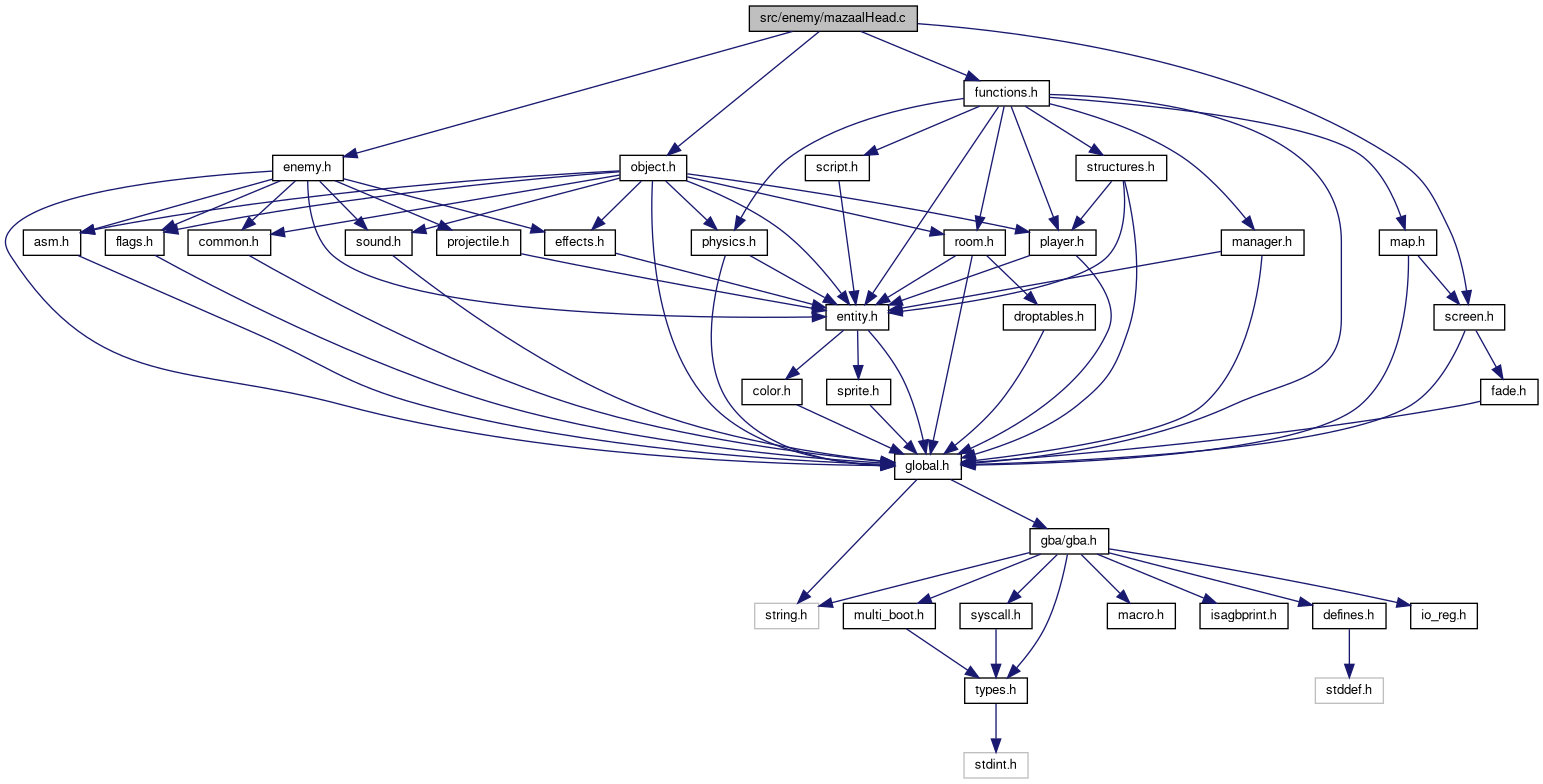 src/enemy/mazaalHead.c
functions.h
enemy.h
object.h
script.h
structures.h
asm.h
flags.h
common.h
sound.h
projectile.h
effects.h
physics.h
room.h
player.h
manager.h
map.h
entity.h
droptables.h
screen.h
color.h
sprite.h
fade.h
global.h
gba/gba.h
string.h
multi_boot.h
syscall.h
macro.h
isagbprint.h
defines.h
io_reg.h
types.h
stddef.h
stdint.h